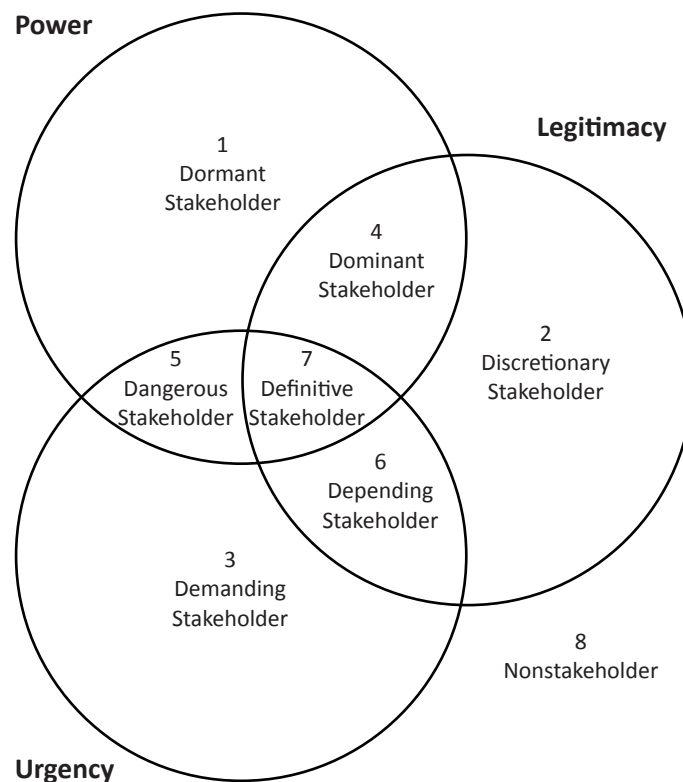 Power
1
Dormant
Stakeholder
Legitimacy
4
Dominant
Stakeholder
2
Discretionary
Stakeholder
5
Dangerous
Stakeholder
7
Definitive
Stakeholder
6
Depending
Stakeholder
3
Demanding
Stakeholder
8
Nonstakeholder
Urgency